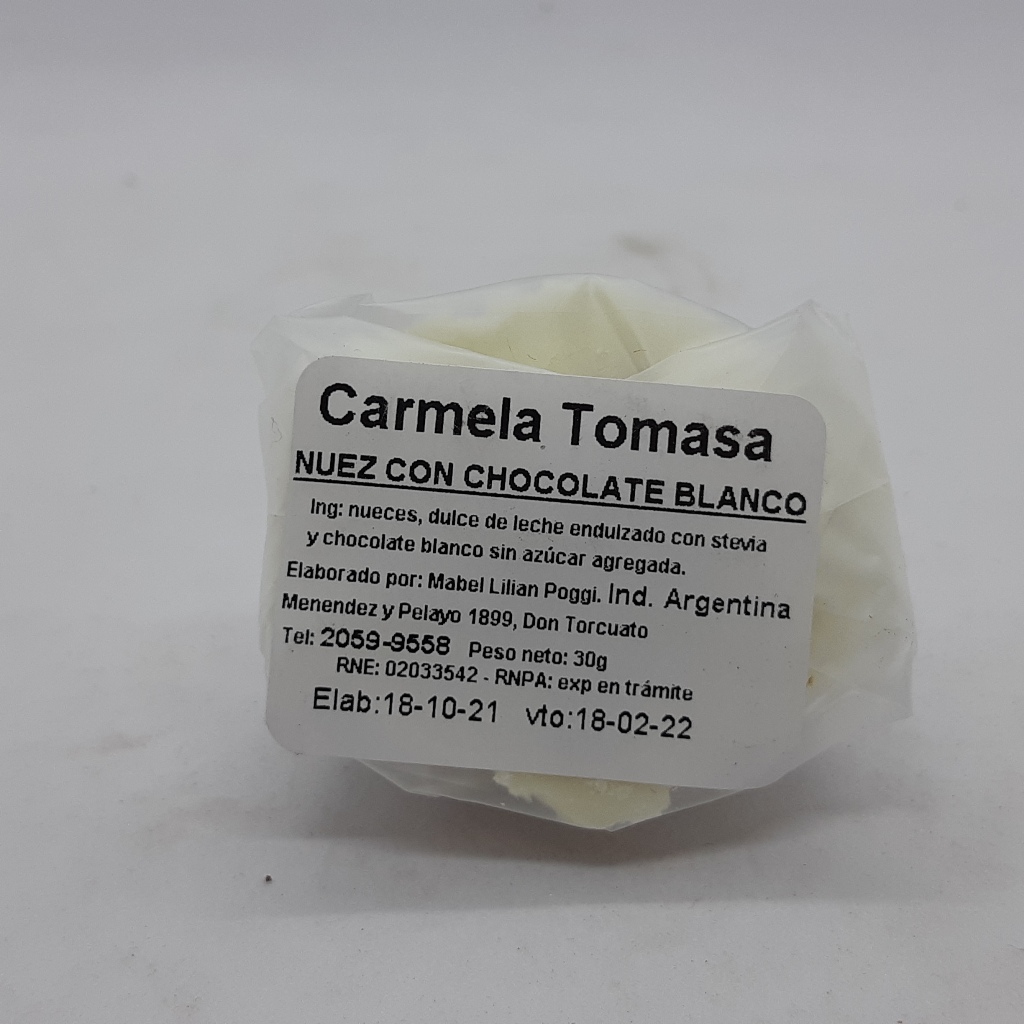 Carmela Tomasa
NUEZ CON CHOCOLATE BLANCO
Ing: nueces, dulce de leche endulzado con stevia
y chocolate blanco sin azúcar agregada.
Elaborado por: Mabel Lilian Poggi. Ind. Argentina
Menendez y Pelayo 1899, Don Torcuato
Tel: 2059-9558 Peso neto: 30g
RNE: 02033542 - RNPA: exp en trámite
Elab:18-10-21 vto:18-02-22